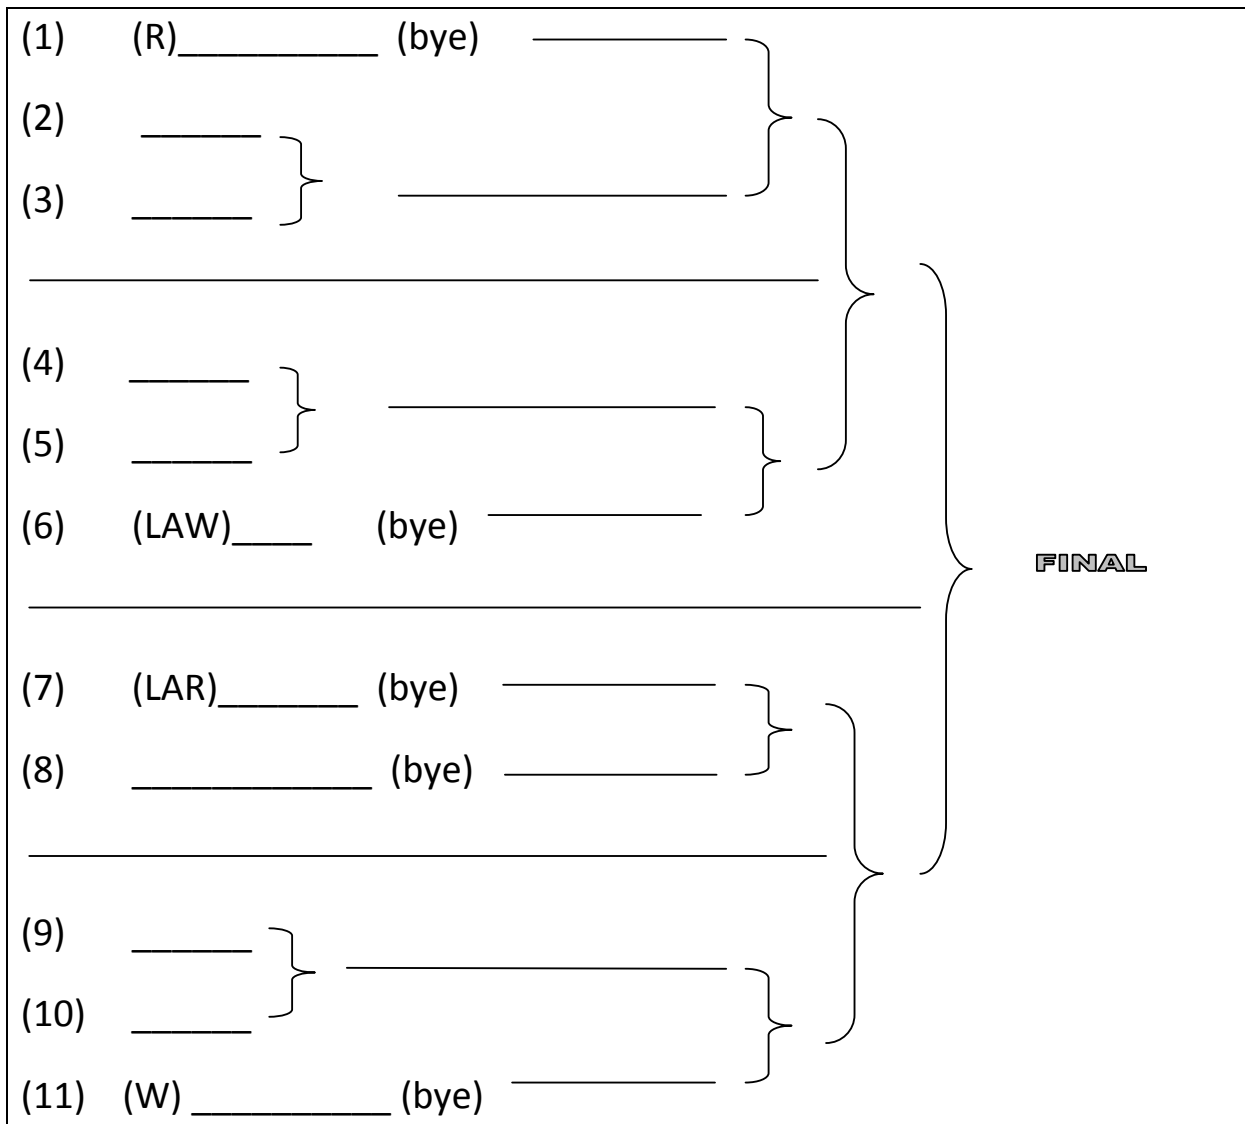 (1) (R)__________ (bye)
(2) ______
(3) ______
(4) ______
(5) ______
(6) (LAW)____ (bye)
FINAL
(7) (LAR)_______ (bye)
(8) ____________ (bye)
(9) ______
(10) ______
(11) (W) __________ (bye)